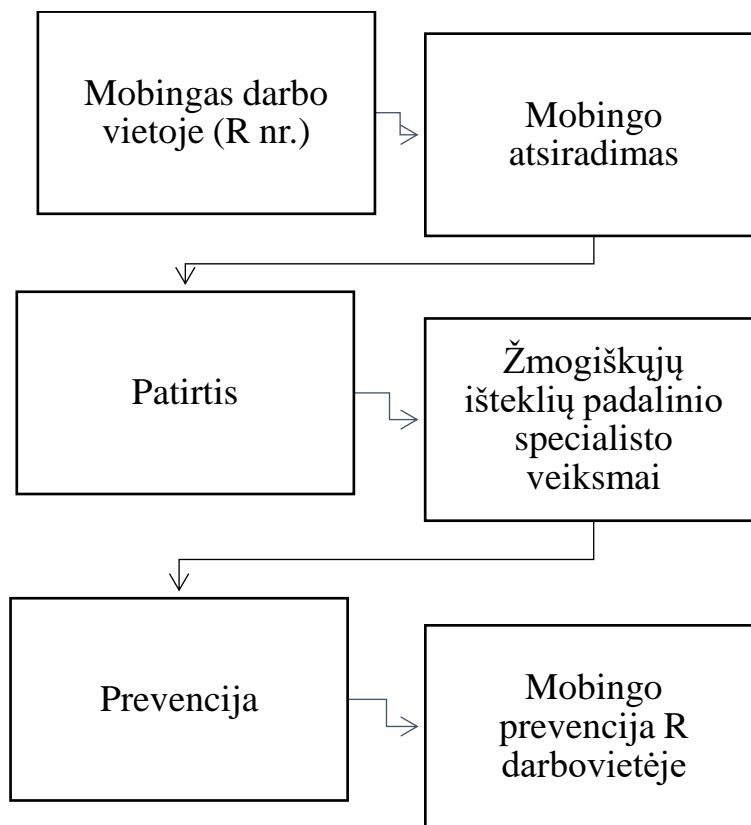 Mobingas darbo
vietoje (R nr.)
Mobingo
atsiradimas
Patirtis
Žmogiškųjų
išteklių padalinio
specialisto
veiksmai
Prevencija
Mobingo
prevencija R
darbovietėje